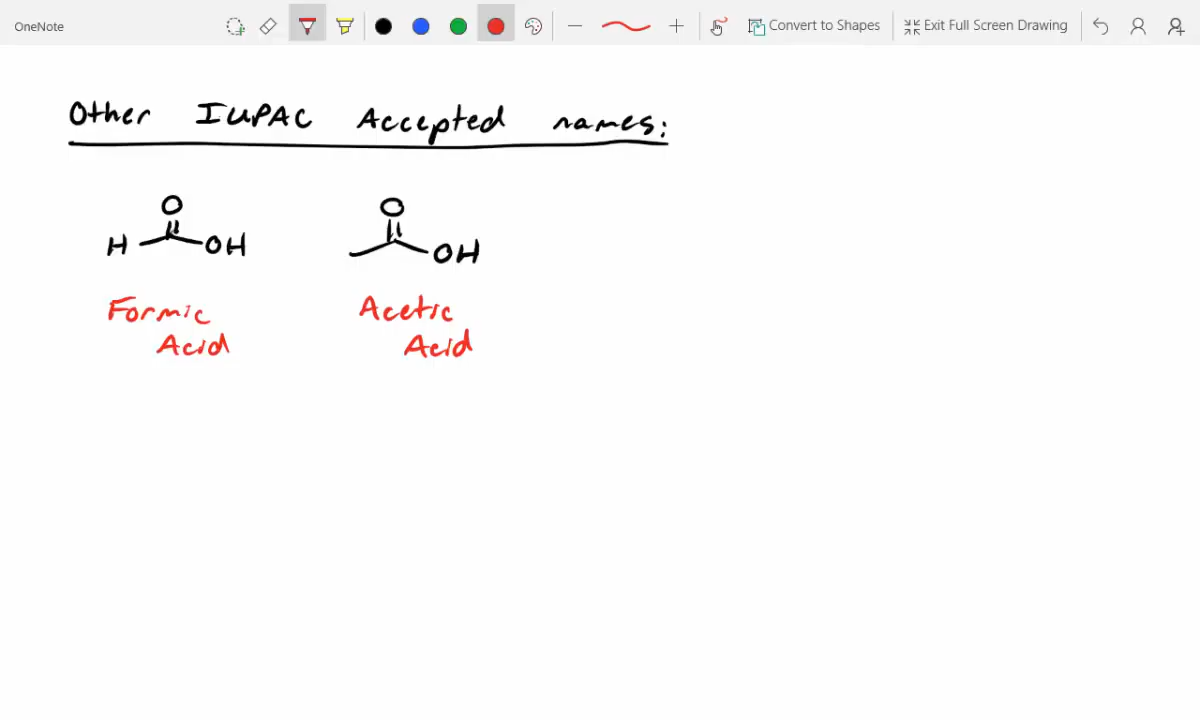 OneNote
Convert to Shapes
Exit Full Screen Drawing
Other IUPAC Accepted names:
O
H
OH
O
OH
Formic
Acid
Acetic
Acid